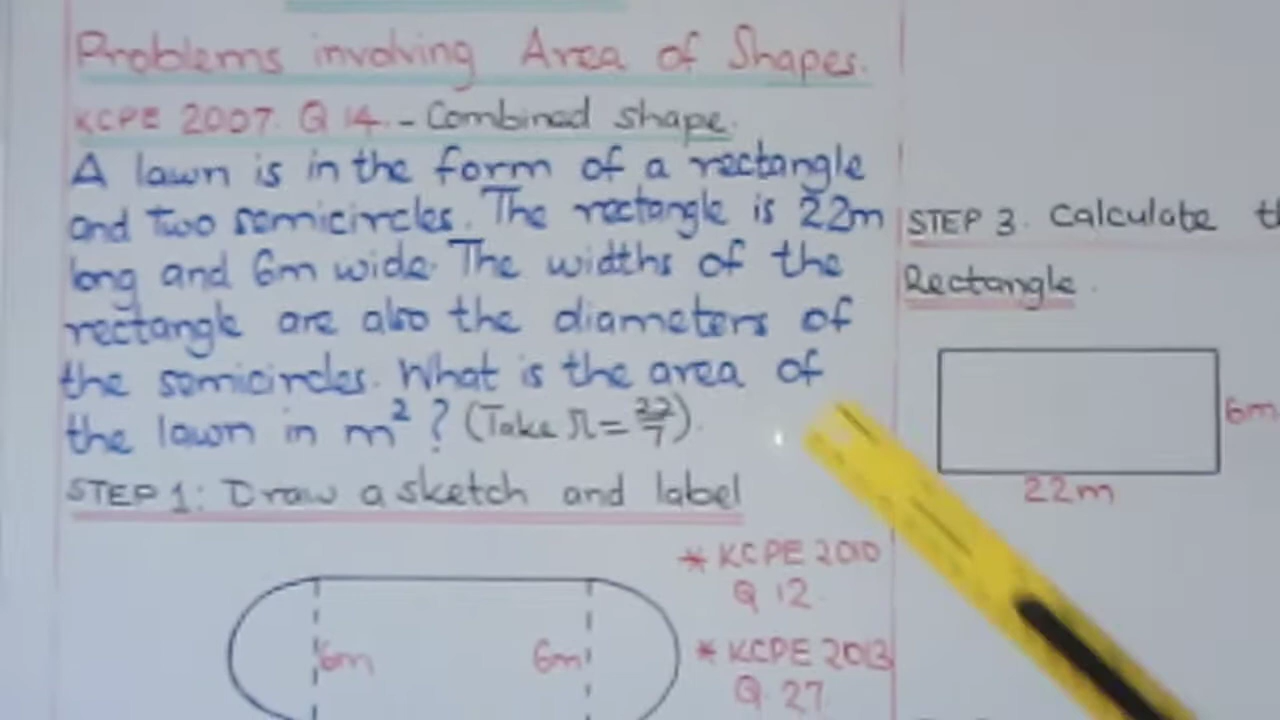 Problems involving Area of Shapes.
KCPE 2007. Q 14. - Combined shape.
A lawn is in the form of a rectangle
and two semicircles. The rectangle is 22m
long and 6m wide. The widths of the
rectangle are also the diameters of
the semicircles. What is the area of
the lawn in m² ? (Take π = 22/7).
STEP 1: Draw a sketch and label
6m 6m
* KCPE 2010
Q 12.
* KCPE 2013
Q. 27
STEP 3. Calculate
Rectangle.
6m
22m